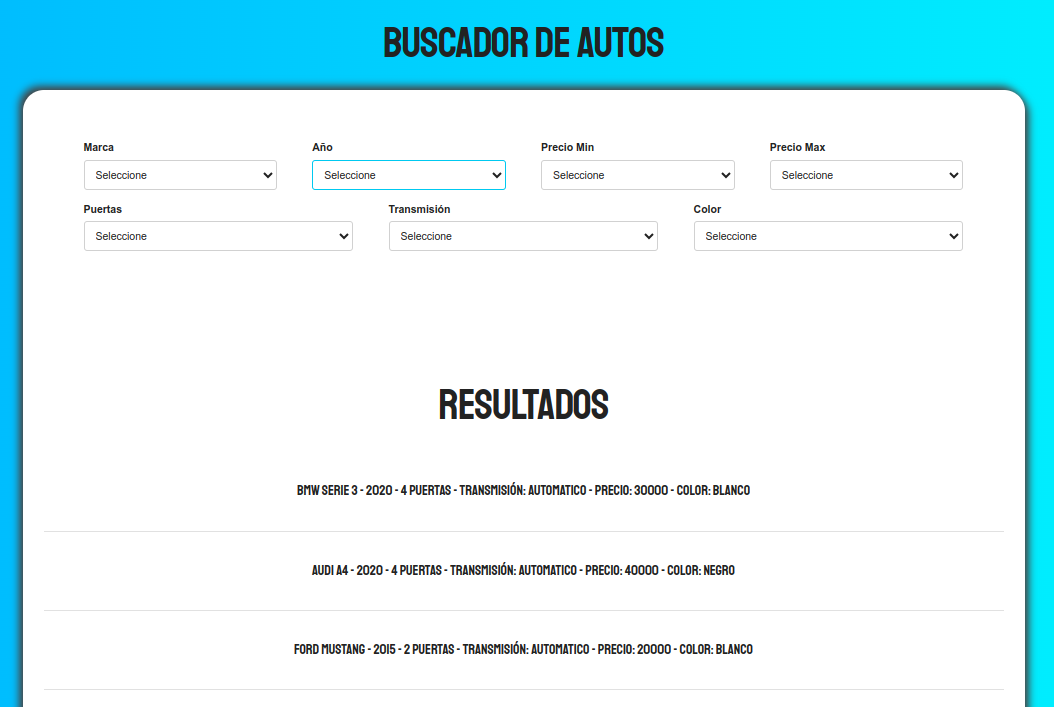 BUSCADOR DE AUTOS
Marca Año Precio Min Precio Max
Seleccione Seleccione Seleccione Seleccione
Puertas Transmisión Color
Seleccione Seleccione Seleccione
RESULTADOS
BMW SERIE 3 - 2020 - 4 PUERTAS - TRANSMISIÓN: AUTOMATICO - PRECIO: 30000 - COLOR: BLANCO
AUDI A4 - 2020 - 4 PUERTAS - TRANSMISIÓN: AUTOMATICO - PRECIO: 40000 - COLOR: NEGRO
FORD MUSTANG - 2015 - 2 PUERTAS - TRANSMISIÓN: AUTOMATICO - PRECIO: 20000 - COLOR: BLANCO